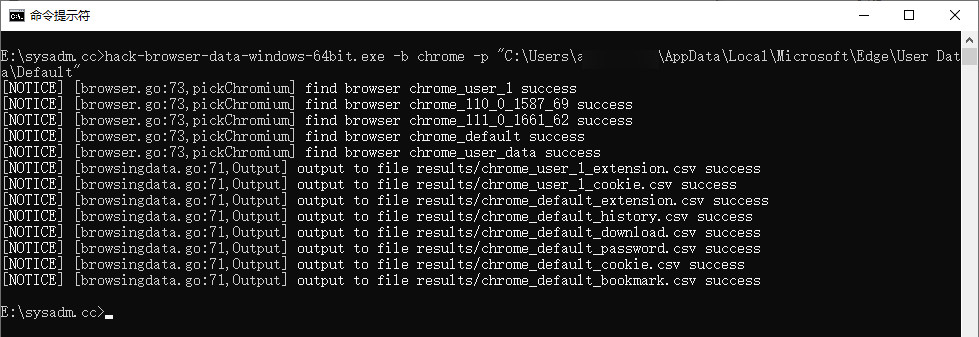 命令提示符
E:\sysadm.cc>hack-browser-data-windows-64bit.exe -b chrome -p "C:\Users\a \AppData\Local\Microsoft\Edge\User Dat
a\Default"
[NOTICE] [browser.go:73,pickChromium] find browser chrome_user_1 success
[NOTICE] [browser.go:73,pickChromium] find browser chrome_110_0_1587_69 success
[NOTICE] [browser.go:73,pickChromium] find browser chrome_111_0_1661_62 success
[NOTICE] [browser.go:73,pickChromium] find browser chrome_default success
[NOTICE] [browser.go:73,pickChromium] find browser chrome_user_data success
[NOTICE] [browsingdata.go:71,Output] output to file results/chrome_user_1_extension.csv success
[NOTICE] [browsingdata.go:71,Output] output to file results/chrome_user_1_cookie.csv success
[NOTICE] [browsingdata.go:71,Output] output to file results/chrome_default_extension.csv success
[NOTICE] [browsingdata.go:71,Output] output to file results/chrome_default_history.csv success
[NOTICE] [browsingdata.go:71,Output] output to file results/chrome_default_download.csv success
[NOTICE] [browsingdata.go:71,Output] output to file results/chrome_default_password.csv success
[NOTICE] [browsingdata.go:71,Output] output to file results/chrome_default_cookie.csv success
[NOTICE] [browsingdata.go:71,Output] output to file results/chrome_default_bookmark.csv success
E:\sysadm.cc>